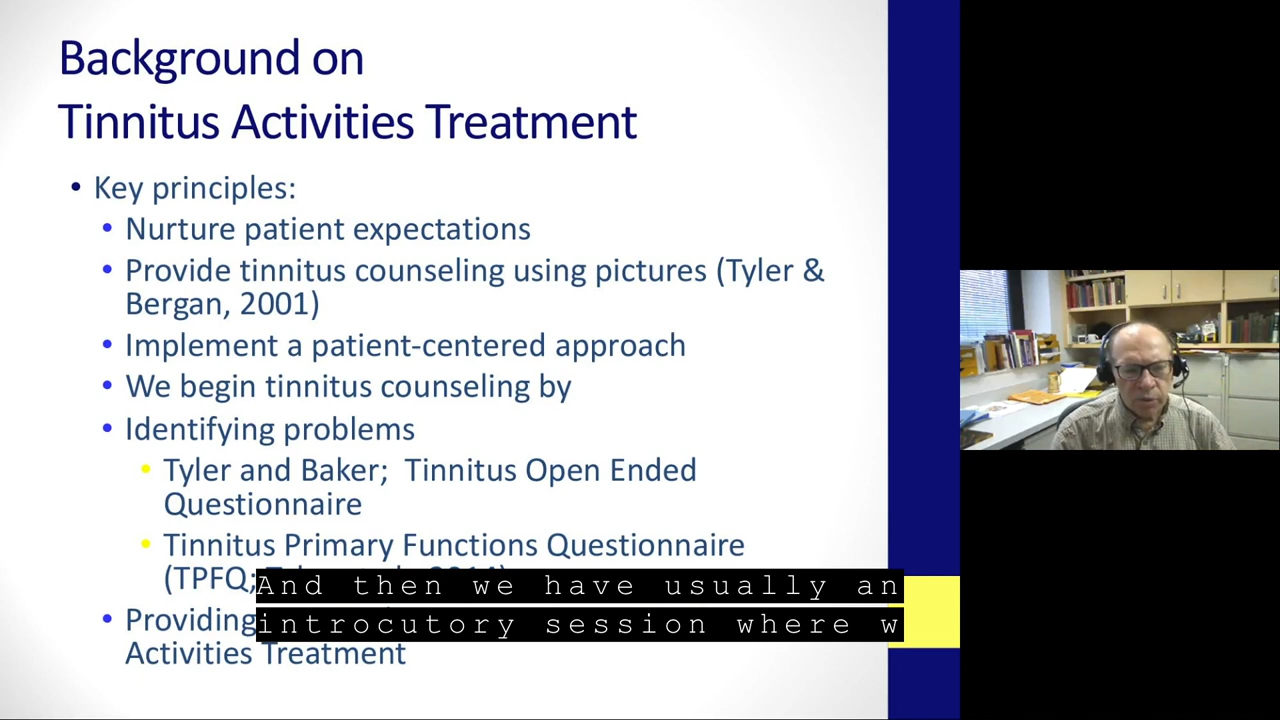 Background on
Tinnitus Activities Treatment
• Key principles:
• Nurture patient expectations
• Provide tinnitus counseling using pictures (Tyler &
Bergan, 2001)
• Implement a patient-centered approach
• We begin tinnitus counseling by
• Identifying problems
• Tyler and Baker; Tinnitus Open Ended
Questionnaire
• Tinnitus Primary Functions Questionnaire
(TPFQ;
• Providing
Activities Treatment
And then we have usually an
introcutory session where w